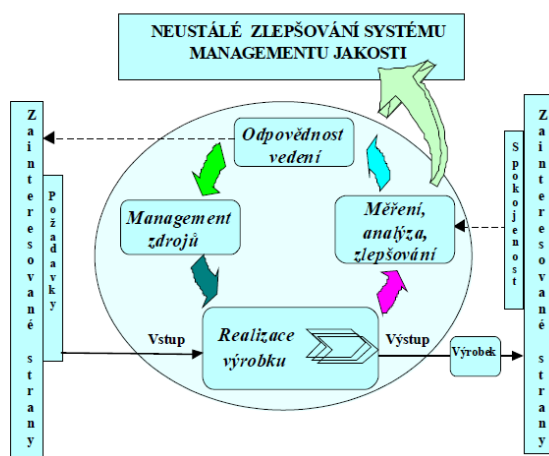 NEUSTÁLÉ ZLEPŠOVÁNÍ SYSTÉMU
MANAGEMENTU JAKOSTI
Zainteresované strany
Požadavky
Odpovědnost
vedení
Management
zdrojů
Měření,
analýza,
zlepšování
Spokojenost
Zainteresované strany
Vstup
Realizace
výrobku
Výstup
Výrobek